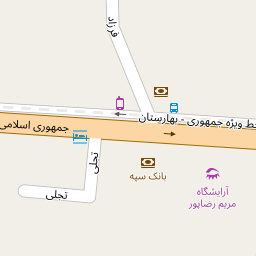 فرزاد
خط ویژه جمهوری - بهارستان
جمهوری اسلامی
تجلی
تجلی
بانک سپه
آرایشگاه
مریم رضاپور